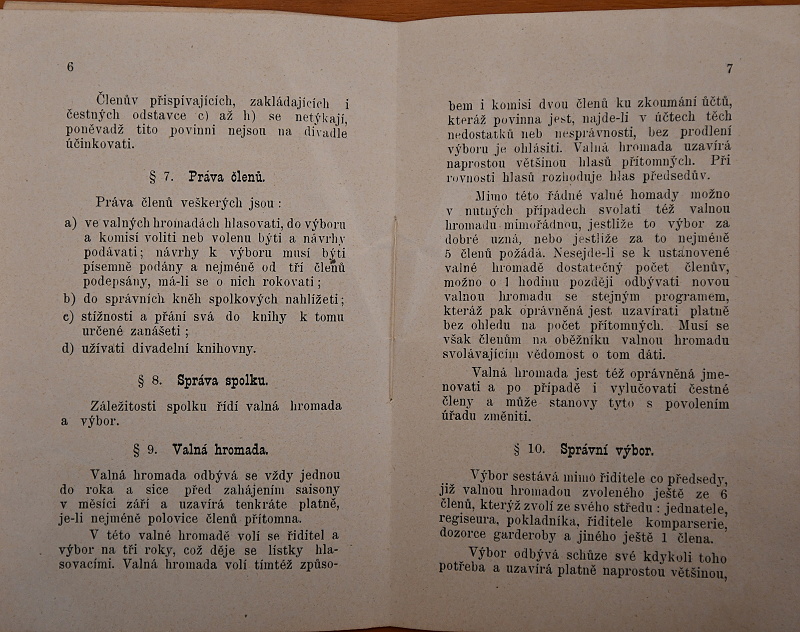 6
Členův přispívajících, zakládajících i
čestných odstavce c) až h) se netýkají,
poněvadž tito povinni nejsou na divadle
účinkovati.
§ 7. Práva členů.
Práva členů veškerých jsou :
a) ve valných hromadách hlasovati, do výboru
a komisí voliti neb volenu býti a návrhy
podávati; návrhy k výboru musí býti
písemně podány a nejméně od tří členů
podepsány, má-li se o nich rokovati;
b) do správních kněh spolkových nahlížeti;
c) stížnosti a přání svá do knihy k tomu
určené zanášeti ;
d) užívati divadelní knihovny.
§ 8. Správa spolku.
Záležitosti spolku řídí valná hromada
a výbor.
§ 9. Valná hromada.
Valná hromada odbývá se vždy jednou
do roka a sice před zahájením saisony
v měsíci září a uzavírá tenkráte platně,
je-li nejméně polovice členů přítomna.
V této valné hromadě volí se řiditel a
výbor na tři roky, což děje se lístky hla-
sovacími. Valná hromada volí tímtéž způso-
7
bem i komisi dvou členů ku zkoumání účtů,
kteráž povinna jest, najde-li v účtech těch
nedostatků neb nesprávností, bez prodlení
výboru je ohlásiti. Valná hromada uzavírá
naprostou většinou hlasů přítomných. Při
rovnosti hlasů rozhoduje hlas předsedův.
Mimo této řádné valné homady možno
v nutných případech svolati též valnou
hromadu mimořádnou, jestliže to výbor za
dobré uzná, nebo jestliže za to nejméně
5 členů požádá. Nesejde-li se k ustanovené
valné hromadě dostatečný počet členův,
možno o 1 hodinu později odbývati novou
valnou hromadu se stejným programem,
kteráž pak oprávněná jest uzavírati platně
bez ohledu na počet přítomných. Musí se
však členům na oběžníku valnou hromadu
svolávajícím vědomost o tom dáti.
Valná hromada jest též oprávněna jme-
novati a po případě i vylučovati čestné
členy a může stanovy tyto s povolením
úřadu změniti.
§ 10. Správní výbor.
Výbor sestává mimo řiditele co předsedy,
již valnou hromadou zvoleného ještě ze 6
členů, kterýž zvolí ze svého středu : jednatele,
regiseura, pokladníka, řiditele komparserie,
dozorce garderoby a jiného ještě 1 člena.
Výbor odbývá schůze své kdykoli toho
potřeba a uzavírá platně naprostou většinou,